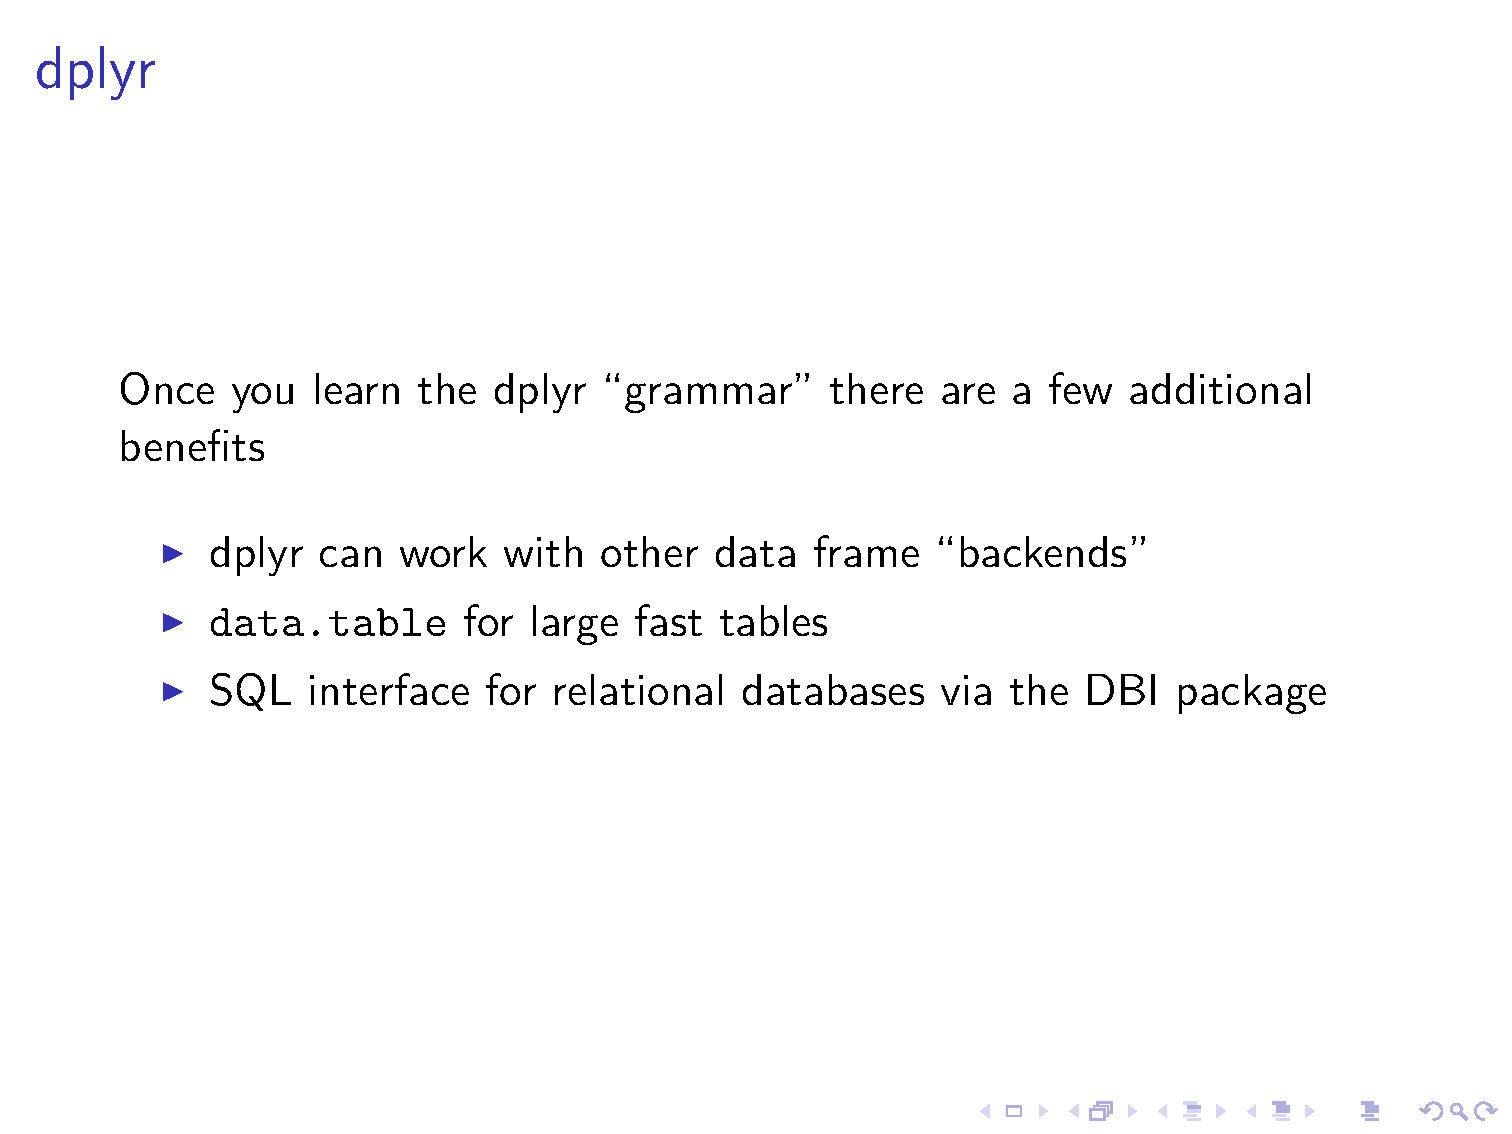 dplyr
Once you learn the dplyr “grammar” there are a few additional
benefits
dplyr can work with other data frame “backends”
data.table for large fast tables
SQL interface for relational databases via the DBI package